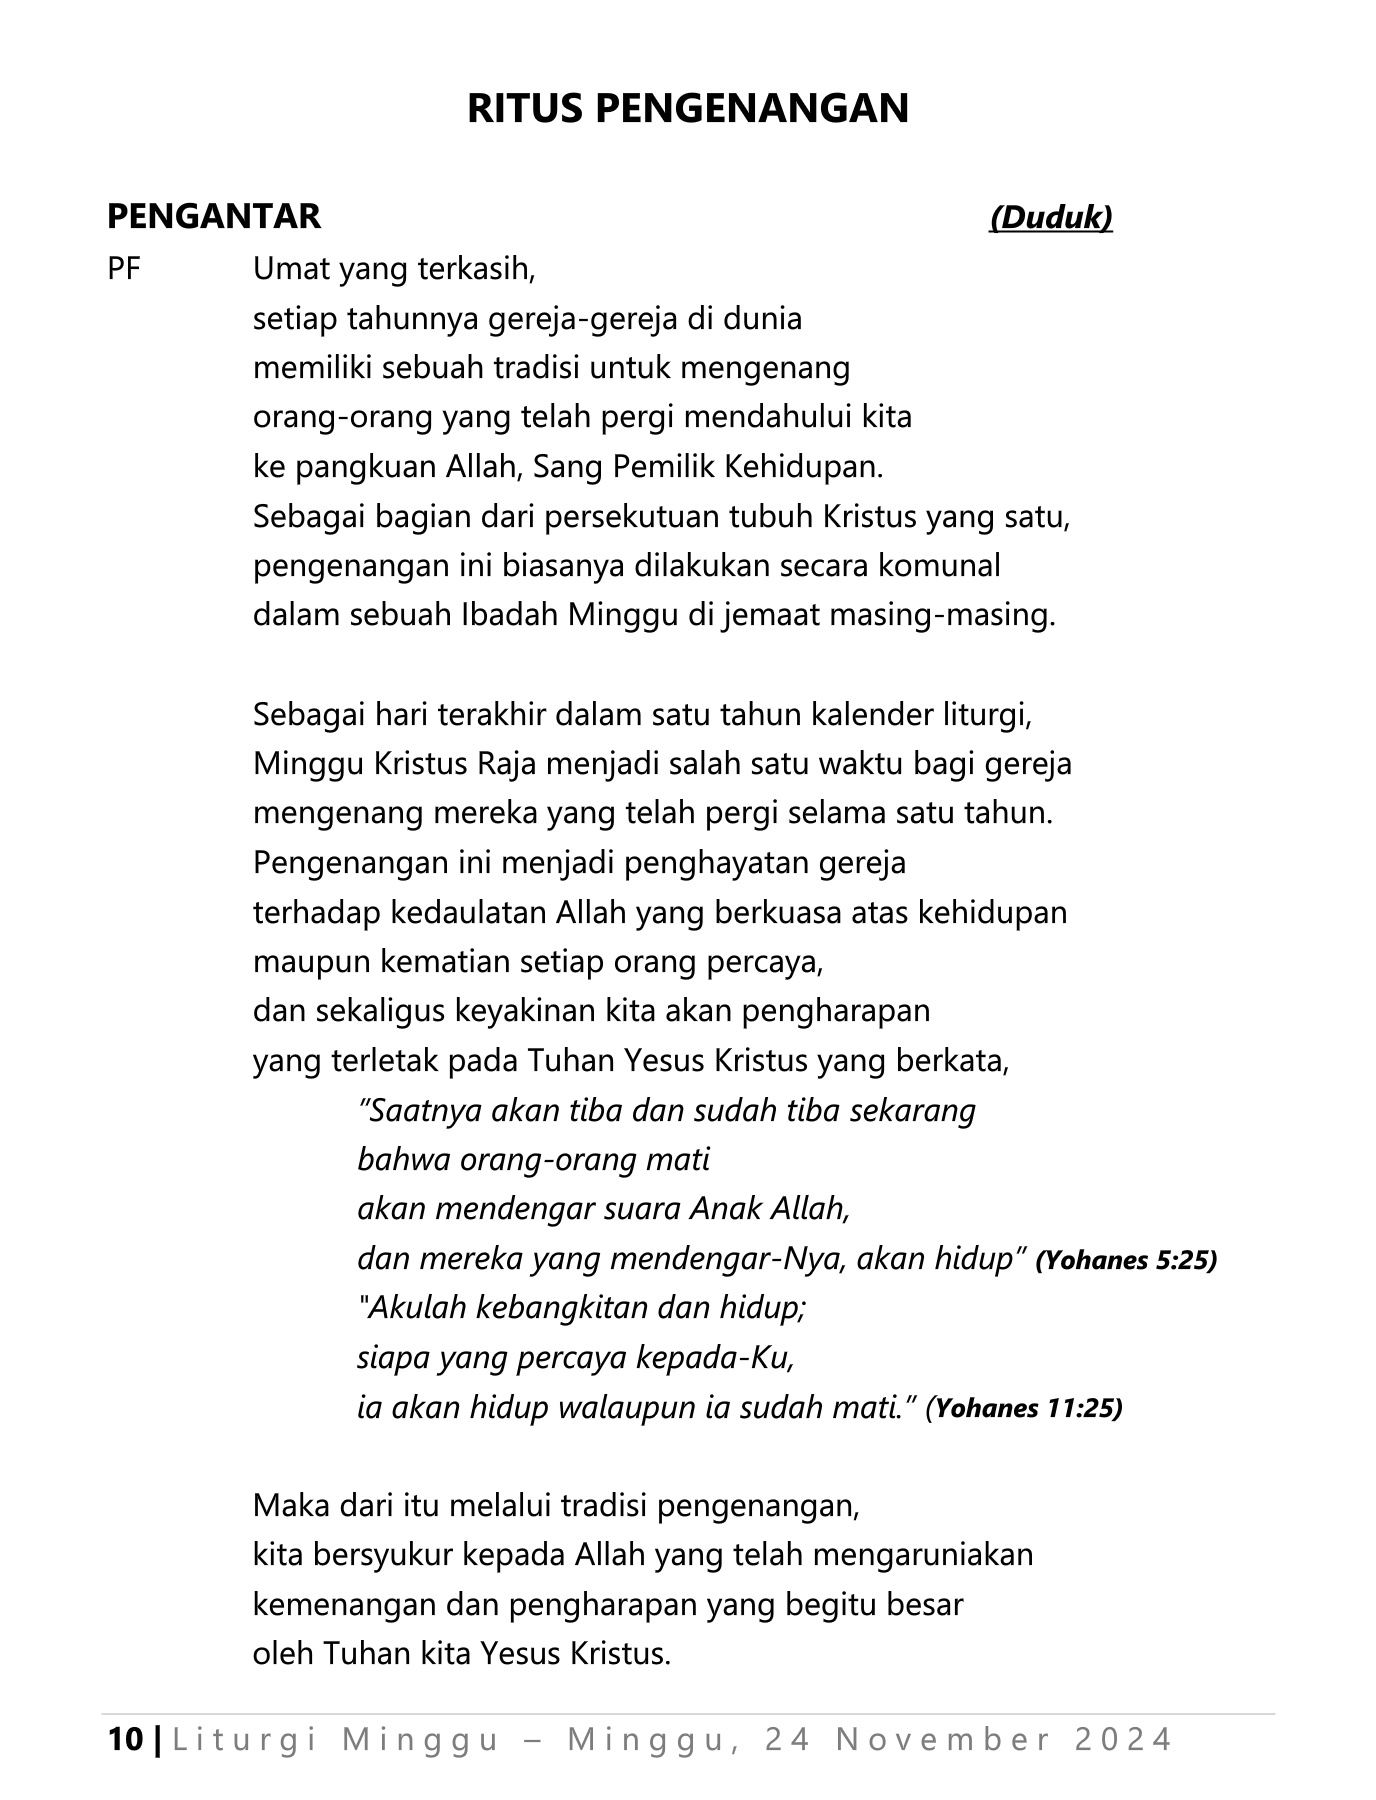 RITUS PENGENANGAN
PENGANTAR (Duduk)
PF Umat yang terkasih,
setiap tahunnya gereja-gereja di dunia
memiliki sebuah tradisi untuk mengenang
orang-orang yang telah pergi mendahului kita
ke pangkuan Allah, Sang Pemilik Kehidupan.
Sebagai bagian dari persekutuan tubuh Kristus yang satu,
pengenangan ini biasanya dilakukan secara komunal
dalam sebuah Ibadah Minggu di jemaat masing-masing.
Sebagai hari terakhir dalam satu tahun kalender liturgi,
Minggu Kristus Raja menjadi salah satu waktu bagi gereja
mengenang mereka yang telah pergi selama satu tahun.
Pengenangan ini menjadi penghayatan gereja
terhadap kedaulatan Allah yang berkuasa atas kehidupan
maupun kematian setiap orang percaya,
dan sekaligus keyakinan kita akan pengharapan
yang terletak pada Tuhan Yesus Kristus yang berkata,
”Saatnya akan tiba dan sudah tiba sekarang
bahwa orang-orang mati
akan mendengar suara Anak Allah,
dan mereka yang mendengar-Nya, akan hidup” (Yohanes 5:25)
"Akulah kebangkitan dan hidup;
siapa yang percaya kepada-Ku,
ia akan hidup walaupun ia sudah mati.” (Yohanes 11:25)
Maka dari itu melalui tradisi pengenangan,
kita bersyukur kepada Allah yang telah mengaruniakan
kemenangan dan pengharapan yang begitu besar
oleh Tuhan kita Yesus Kristus.
10 | Liturgi Minggu – Minggu, 24 November 2024